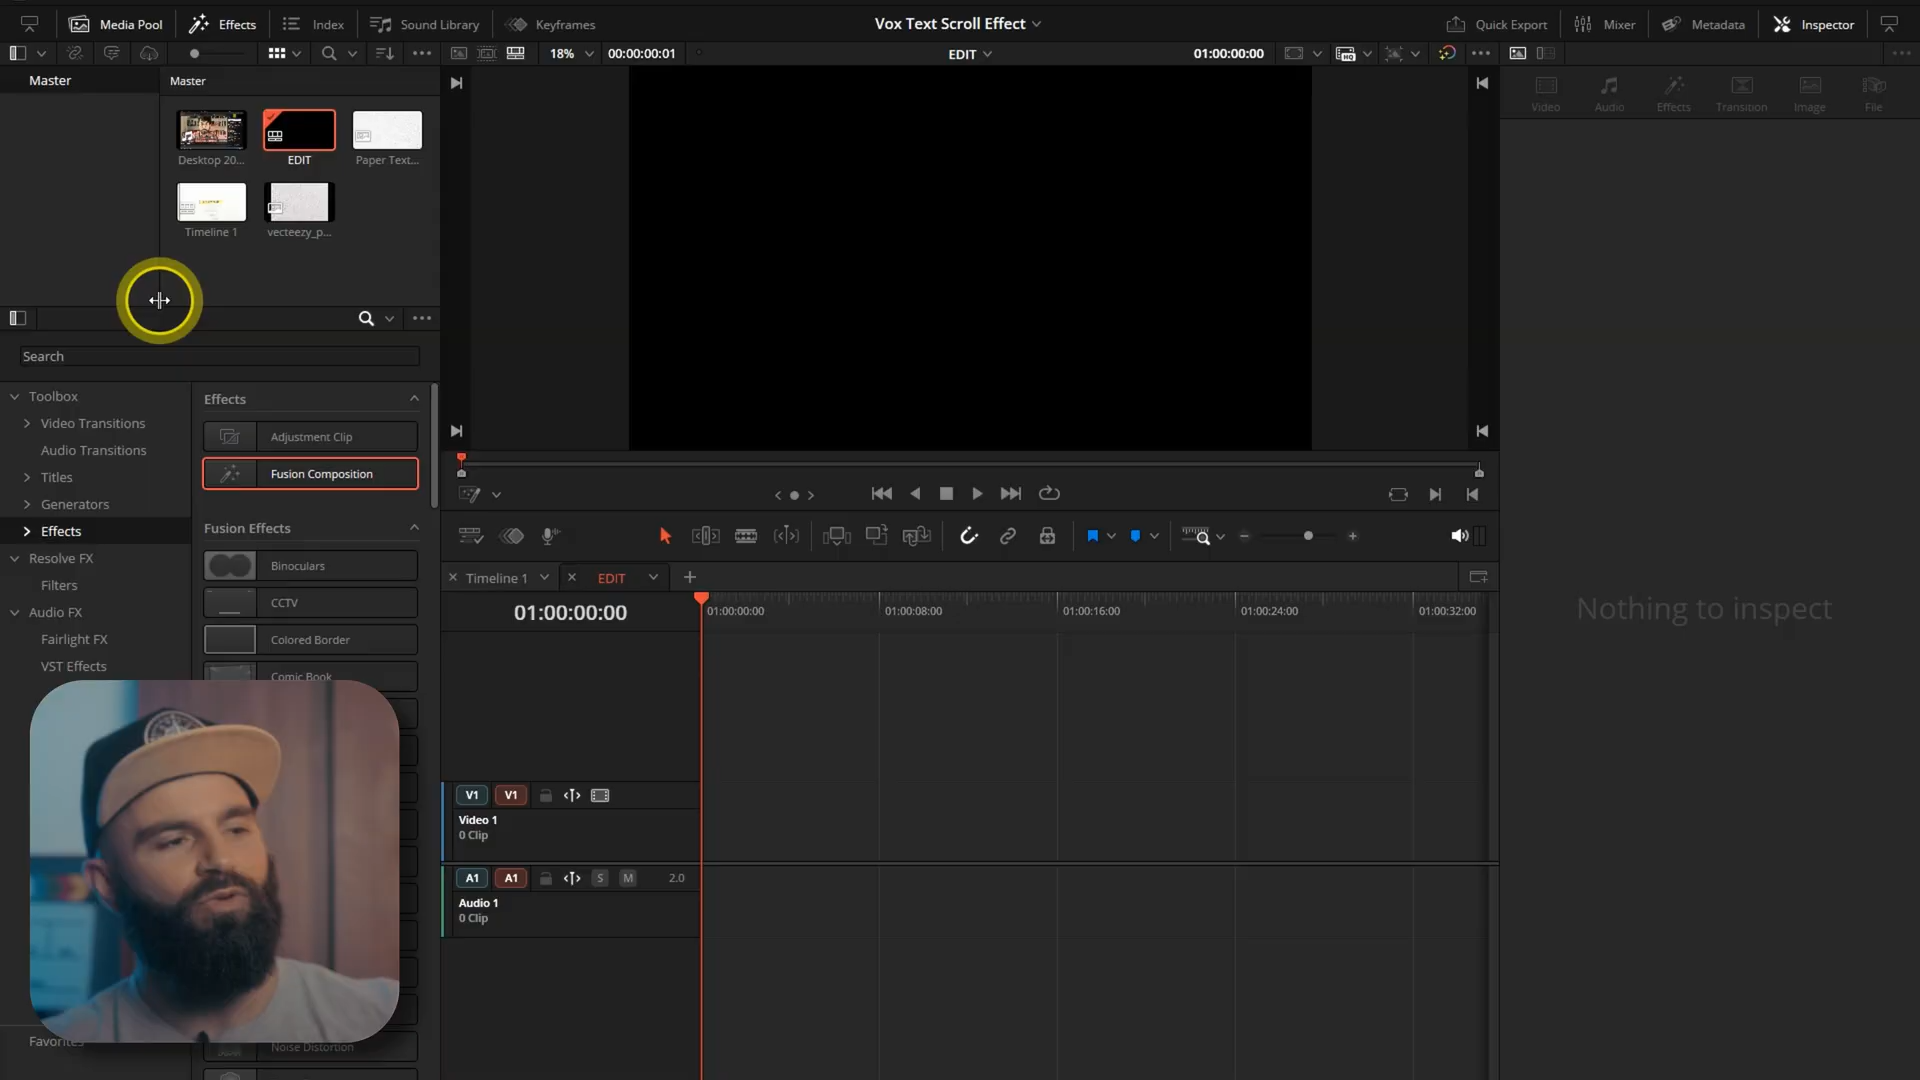 Media Pool
Effects
Index
Sound Library
Keyframes
Vox Text Scroll Effect
Quick Export
Mixer
Metadata
Inspector
18%
00:00:00:01
EDIT
01:00:00:00
Master
Master
Video
Audio
Effects
Transition
Image
File
Desktop 20...
EDIT
Paper Text...
Timeline 1
vecteezy_p...
Search
Toolbox
Video Transitions
Audio Transitions
Titles
Generators
Effects
Resolve FX
Filters
Audio FX
Fairlight FX
VST Effects
Effects
Adjustment Clip
Fusion Composition
Fusion Effects
Binoculars
CCTV
Colored Border
Comic Book
Noise Distortion
Favorites
Timeline 1
EDIT
01:00:00:00
01:00:00:00
01:00:08:00
01:00:16:00
01:00:24:00
01:00:32:00
Nothing to inspect
V1
V1
Video 1
0 Clip
A1
A1
S
M
2.0
Audio 1
0 Clip